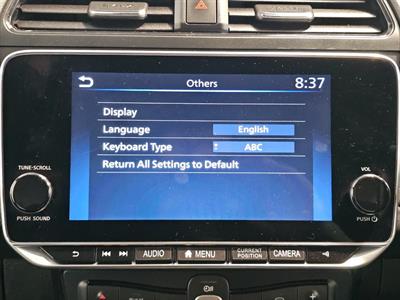 Others
8:37
Display
Language English
Keyboard Type ABC
Return All Settings to Default
TUNE·SCROLL
PUSH SOUND
VOL
PUSH
AUDIO
MENU
CURRENT POSITION
CAMERA